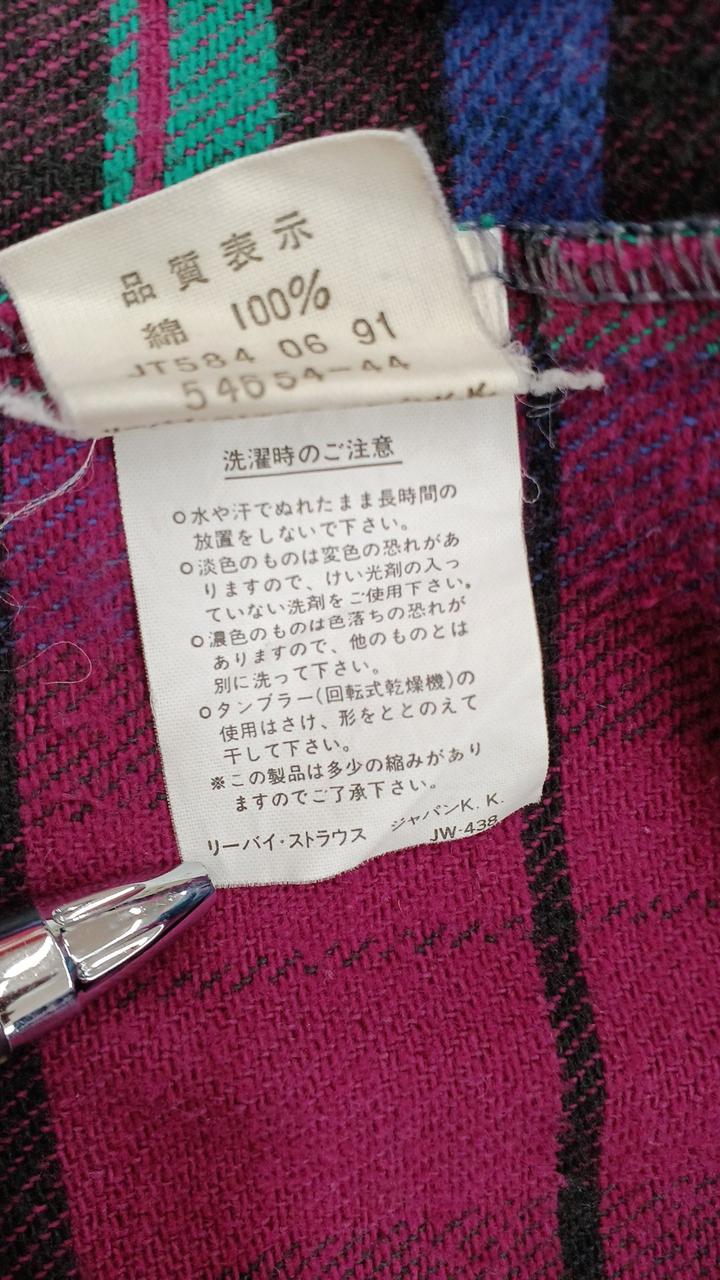 品質表示
綿 100%
JT584 06 91
54654-44
K.K.
洗濯時のご注意
○水や汗でぬれたまま長時間の
放置をしないで下さい。
○淡色のものは変色の恐れがあ
りますので、けい光剤の入っ
ていない洗剤をご使用下さい。
○濃色のものは色落ちの恐れが
ありますので、他のものとは
別に洗って下さい。
○タンブラー(回転式乾燥機)の
使用はさけ、形をととのえて
干して下さい。
※この製品は多少の縮みがあり
ますのでご了承下さい。
リーバイ・ストラウス ジャパンK.K.
JW-438